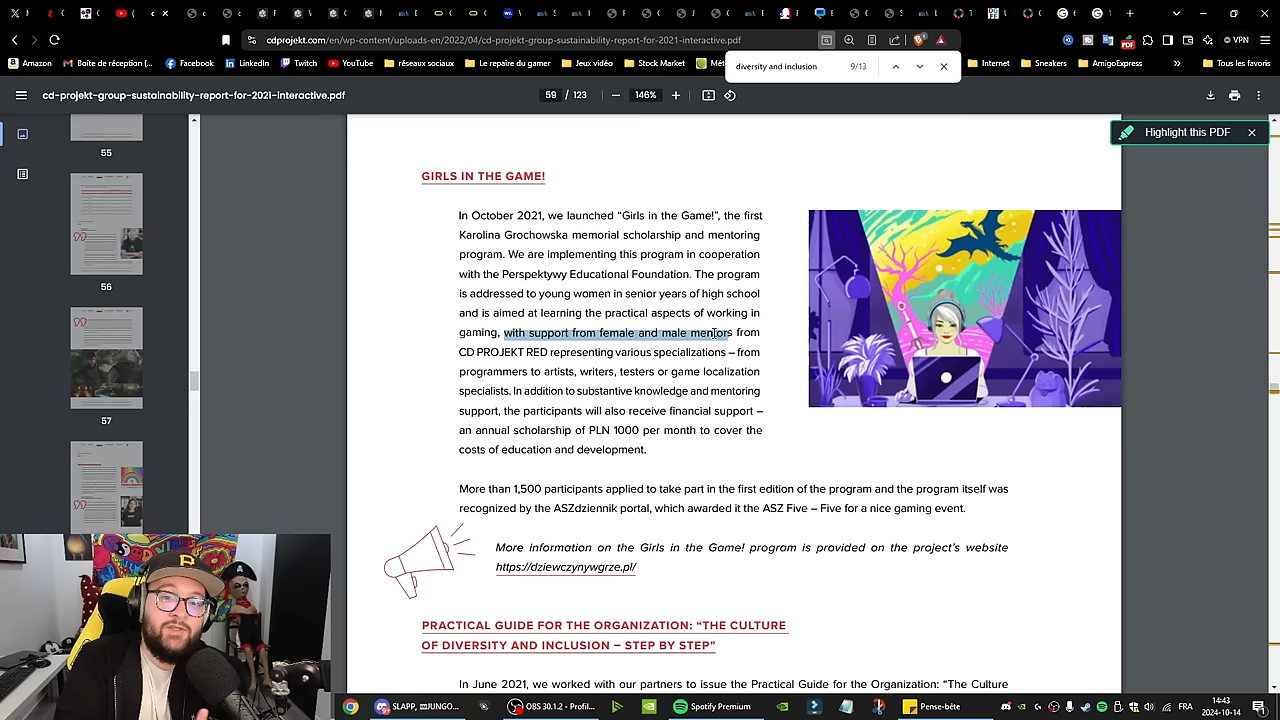 cdprojekt.com/en/wp-content/uploads-en/2022/04/cd-projekt-group-sustainability-report-for-2021-interactive.pdf
VPN
Boîte de réception (...
Facebook
LinkedIn
Twitch
YouTube
réseaux sociaux
Le repaire du gamer
Jeux vidéo
Stock Market
Internet
Sneakers
AmigoExpress
Tous les favoris
diversity and inclusion
9/13
cd-projekt-group-sustainability-report-for-2021-interactive.pdf
59 / 123
146%
Highlight this PDF
55
56
57
GIRLS IN THE GAME!
In October 2021, we launched “Girls in the Game!”, the first
Karolina Grochowska memorial scholarship and mentoring
program. We are implementing this program in cooperation
with the Perspektywy Educational Foundation. The program
is addressed to young women in senior years of high school
and is aimed at learning the practical aspects of working in
gaming, with support from female and male mentors from
CD PROJEKT RED representing various specializations – from
programmers to artists, writers, testers or game localization
specialists. In addition to substantive knowledge and mentoring
support, the participants will also receive financial support –
an annual scholarship of PLN 1000 per month to cover the
costs of education and development.
More than 1,500 participants applied to take part in the first edition of the program and the program itself was
recognized by the ASZdziennik portal, which awarded it the ASZ Five – Five for a nice gaming event.
More information on the Girls in the Game! program is provided on the project’s website
https://dziewczynywgrze.pl/
PRACTICAL GUIDE FOR THE ORGANIZATION: “THE CULTURE
OF DIVERSITY AND INCLUSION – STEP BY STEP”
In June 2021, we worked with our partners to issue the Practical Guide for the Organization: “The Culture
SLAPP, JUNGO...
OBS 30.1.2 - Profil...
Spotify Premium
Pense-bête
FRA
14:43
2024-10-14